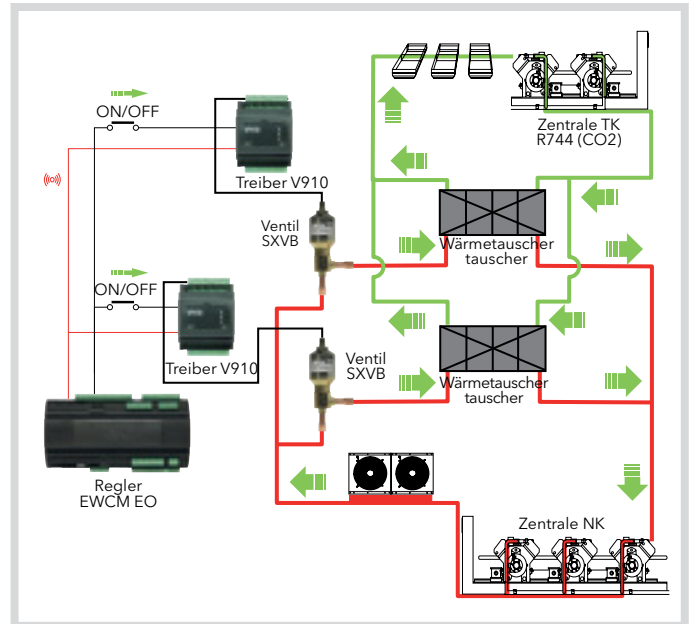 ON/OFF
Treiber V910
Zentrale TK
R744 (CO2)
Ventil
SXVB
Wärmetauscher
tauscher
ON/OFF
Treiber V910
Ventil
SXVB
Wärmetauscher
tauscher
Regler
EWCM EO
Zentrale NK